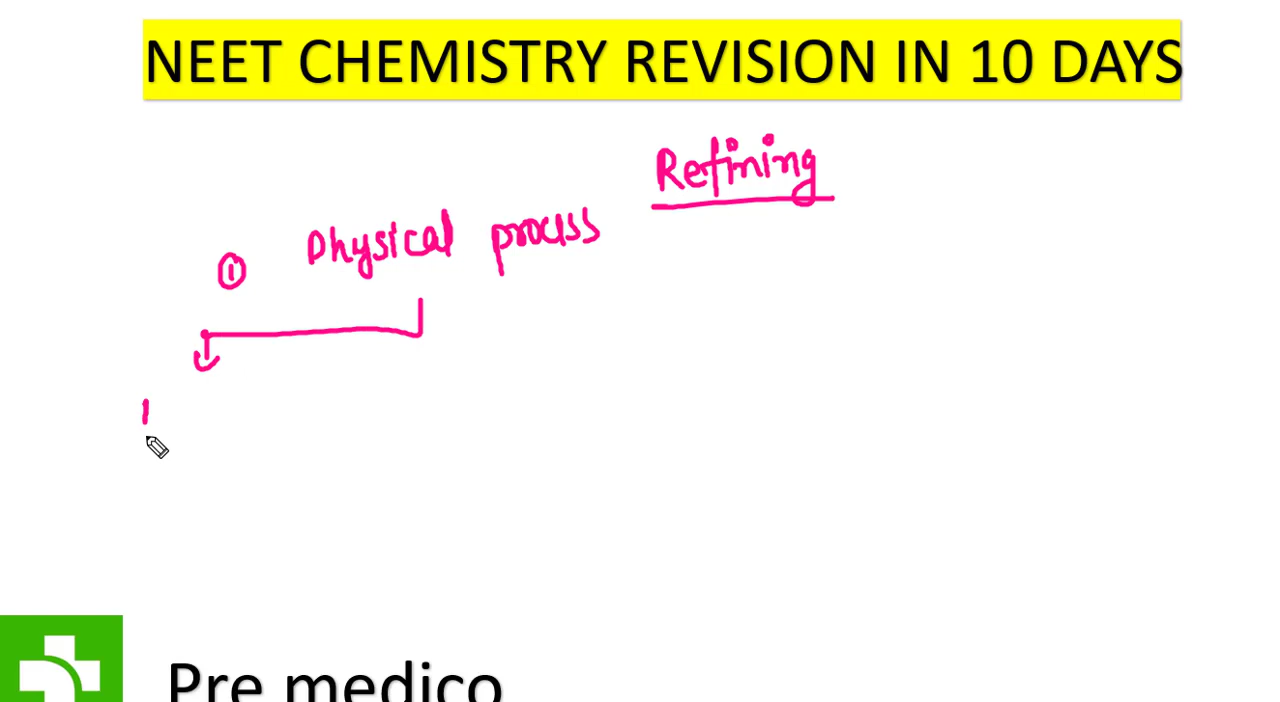 NEET CHEMISTRY REVISION IN 10 DAYS
Refining
① Physical process
Pre medico